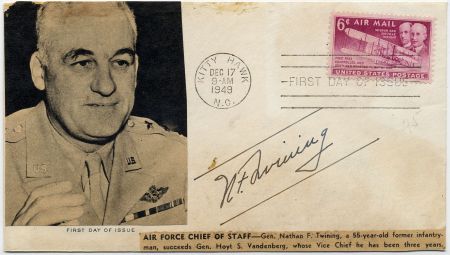 6¢ AIR MAIL
UNITED STATES POSTAGE
KITTY HAWK
DEC 17
9-AM
1949
N.C.
FIRST DAY OF ISSUE
U.S.
U.S.
N F Twining
FIRST DAY OF ISSUE
AIR FORCE CHIEF OF STAFF—Gen. Nathan F. Twining, a 55-year-old former infantry-
man, succeeds Gen. Hoyt S. Vandenberg, whose Vice Chief he has been three years.